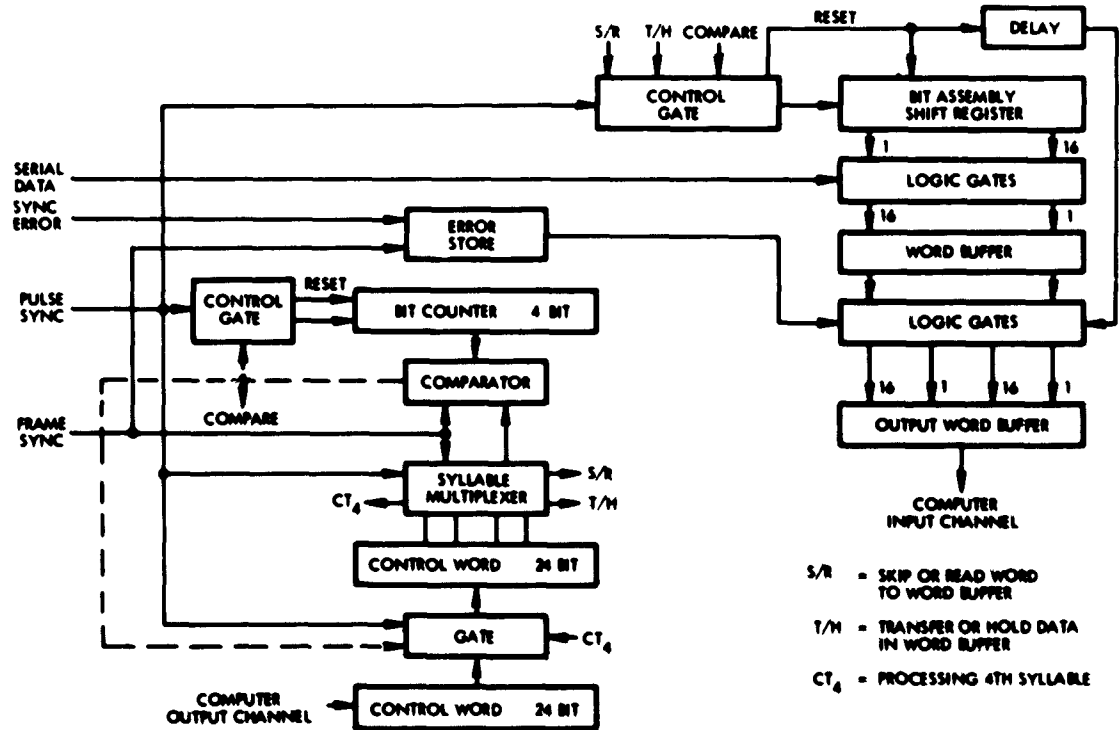 S/R T/H COMPARE
RESET
DELAY
CONTROL
GATE
BIT ASSEMBLY
SHIFT REGISTER
1 16
SERIAL
DATA
LOGIC GATES
SYNC
ERROR
ERROR
STORE
16 1
WORD BUFFER
PULSE
SYNC
CONTROL
GATE
RESET
BIT COUNTER 4 BIT
LOGIC GATES
COMPARATOR
16 1 16 1
COMPARE
OUTPUT WORD BUFFER
FRAME
SYNC
SYLLABLE
MULTIPLEXER
S/R
CT4
T/H
COMPUTER
INPUT CHANNEL
CONTROL WORD 24 BIT
S/R = SKIP OR READ WORD
TO WORD BUFFER
GATE
CT4
T/H = TRANSFER OR HOLD DATA
IN WORD BUFFER
CT4 = PROCESSING 4TH SYLLABLE
COMPUTER
OUTPUT CHANNEL
CONTROL WORD 24 BIT